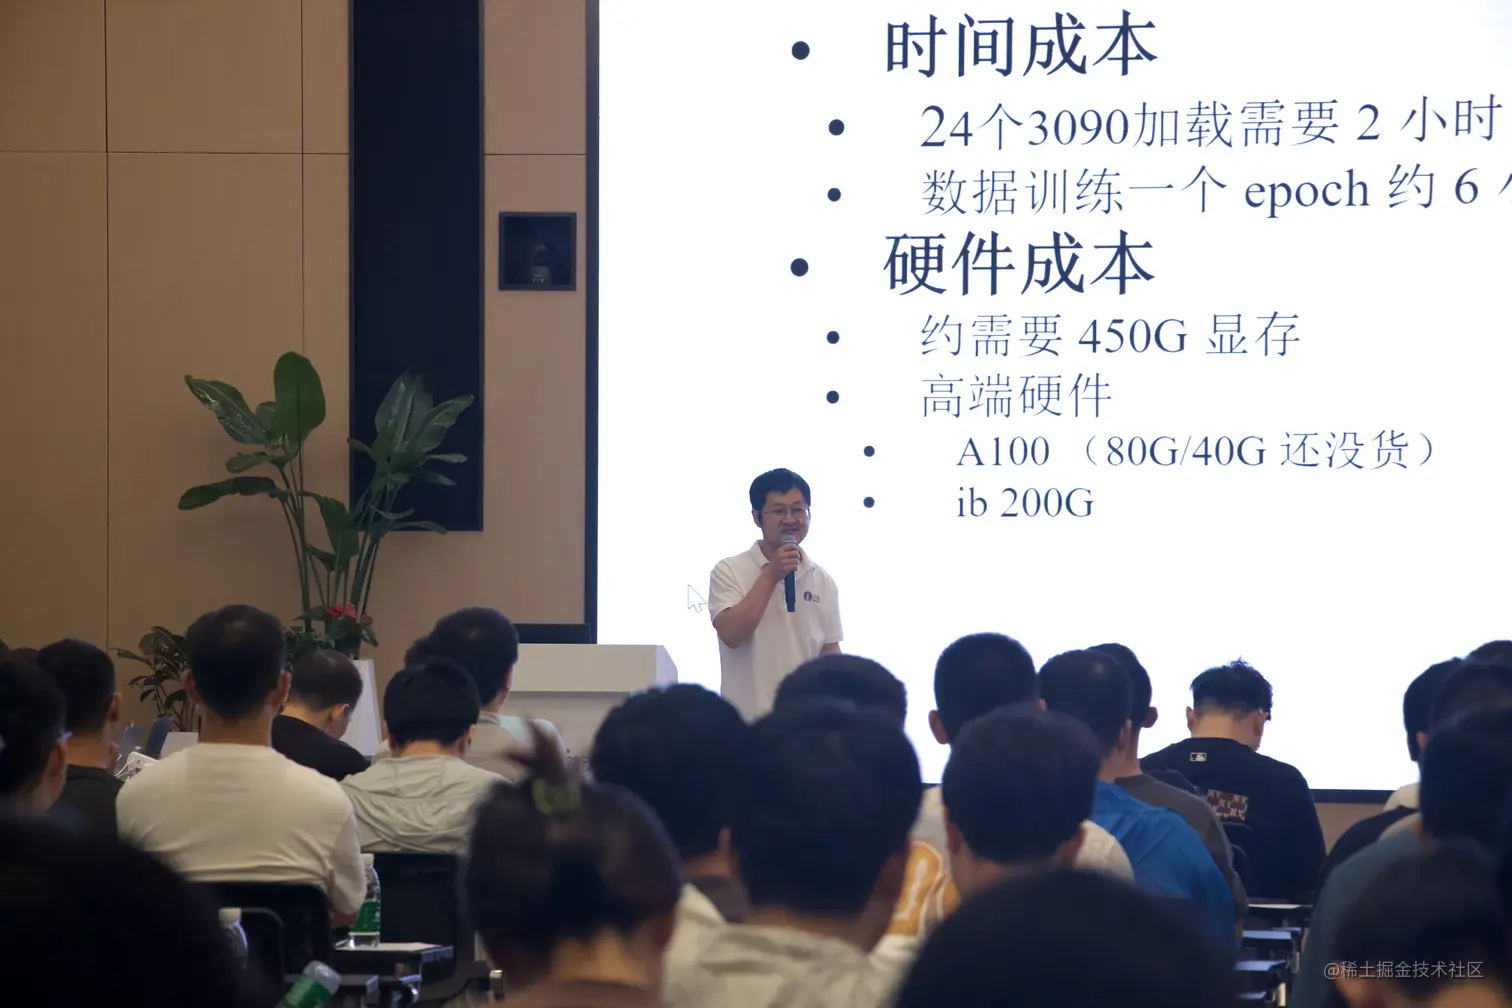 • 时间成本
• 24个3090加载需要 2 小时
• 数据训练一个 epoch 约 6
• 硬件成本
• 约需要 450G 显存
• 高端硬件
• A100 （80G/40G 还没货）
• ib 200G
@稀土掘金技术社区